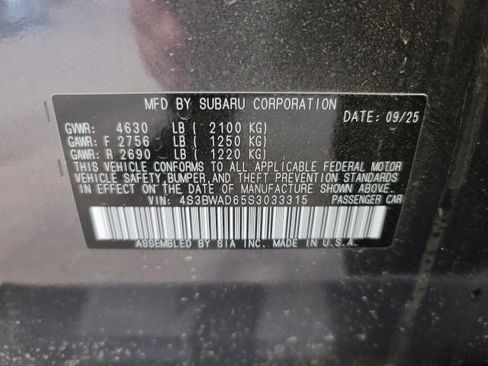 MFD BY SUBARU CORPORATION
DATE: 09/25
GVWR: 4630 LB ( 2100 KG)
GAWR: F 2756 LB ( 1250 KG)
GAWR: R 2690 LB ( 1220 KG)
THIS VEHICLE CONFORMS TO ALL APPLICABLE FEDERAL MOTOR
VEHICLE SAFETY,BUMPER,AND THEFT PREVENTION STANDARDS
IN EFFECT ON THE DATE OF MANUFACTURE SHOWN ABOVE.
VIN: 4S3BWAD65S3033315 PASSENGER CAR
ASSEMBLED BY SIA INC. MADE IN U.S.A.